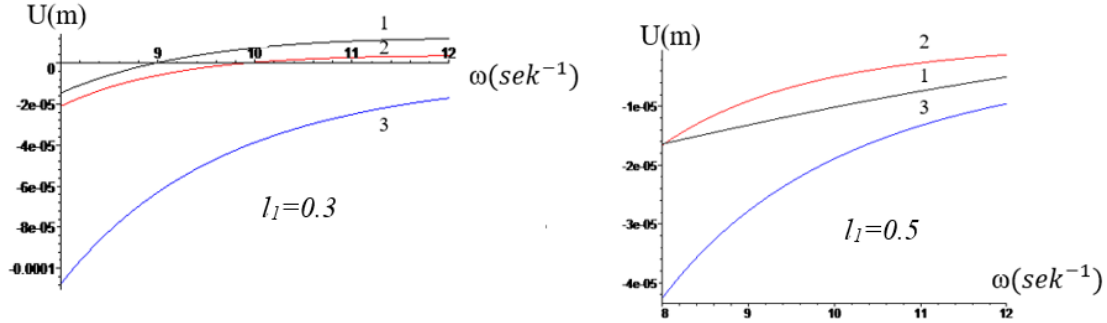 U(m)
1
2
9 10 11 12
0
ω(sek⁻¹)
-2e-05
3
-4e-05
-6e-05
l₁=0.3
-8e-05
-0.0001
U(m)
2
1
-1e-05
3
-2e-05
-3e-05
l₁=0.5
-4e-05
ω(sek⁻¹)
8 9 10 11 12